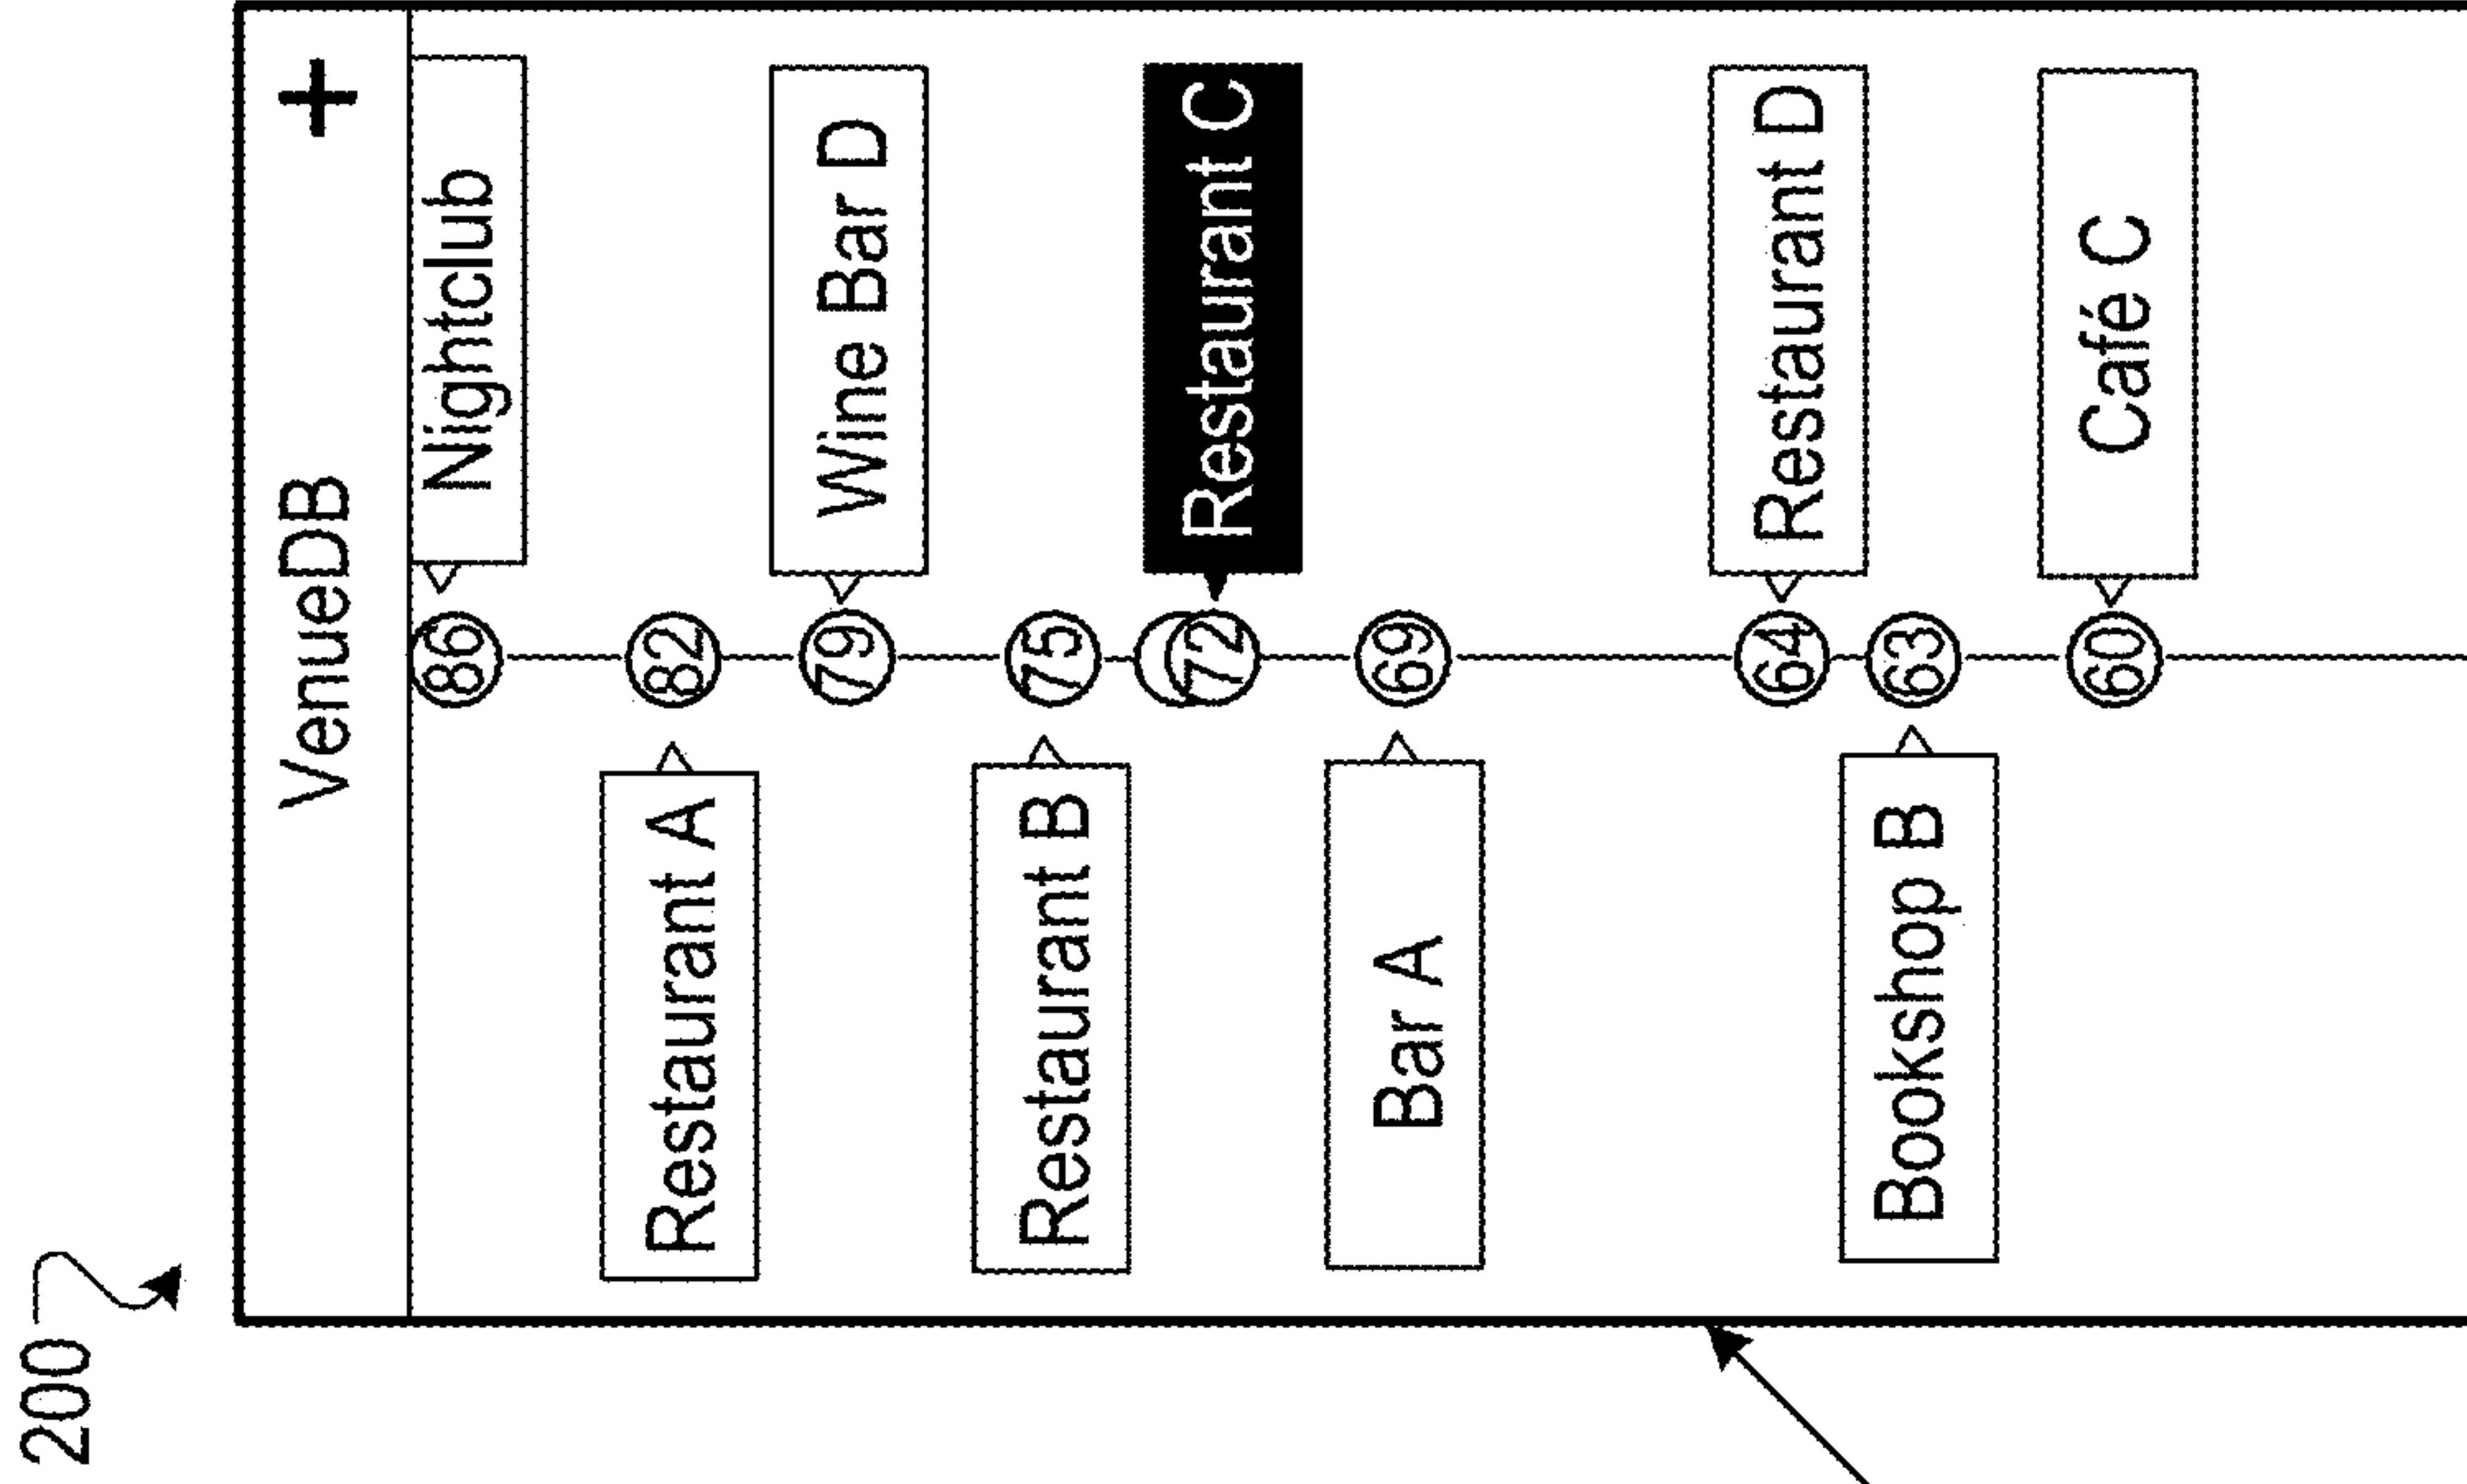 200
VenueDB +
86 Nightclub
Restaurant A 82
79 Wine Bar D
Restaurant B 75
72 Restaurant C
Bar A 69
64 Restaurant D
Bookshop B 63
60 Café C